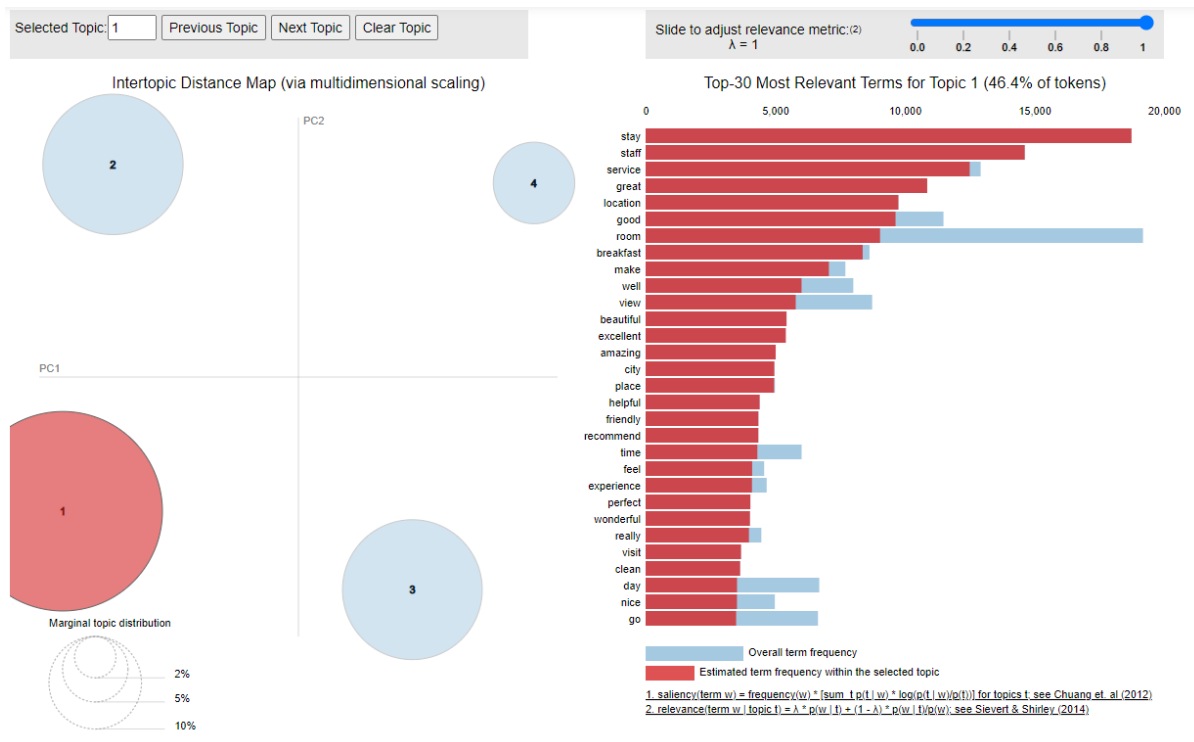 Selected Topic: 1 Previous Topic Next Topic Clear Topic
Slide to adjust relevance metric:(2)
λ = 1
0.0 0.2 0.4 0.6 0.8 1
Intertopic Distance Map (via multidimensional scaling)
PC2
PC1
2
4
1
3
Marginal topic distribution
2%
5%
10%
Top-30 Most Relevant Terms for Topic 1 (46.4% of tokens)
0 5,000 10,000 15,000 20,000
stay
staff
service
great
location
good
room
breakfast
make
well
view
beautiful
excellent
amazing
city
place
helpful
friendly
recommend
time
feel
experience
perfect
wonderful
really
visit
clean
day
nice
go
Overall term frequency
Estimated term frequency within the selected topic
1. saliency(term w) = frequency(w) * [sum_t p(t | w) * log(p(t | w)/p(t))] for topics t; see Chuang et. al (2012)
2. relevance(term w | topic t) = λ * p(w | t) + (1 - λ) * p(w | t)/p(w); see Sievert & Shirley (2014)